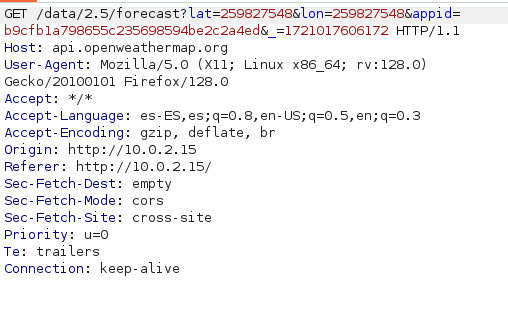 GET /data/2.5/forecast?lat=259827548&lon=259827548&appid=
b9cfb1a798655c235698594be2c2a4ed&_=1721017606172 HTTP/1.1
Host: api.openweathermap.org
User-Agent: Mozilla/5.0 (X11; Linux x86_64; rv:128.0)
Gecko/20100101 Firefox/128.0
Accept: */*
Accept-Language: es-ES,es;q=0.8,en-US;q=0.5,en;q=0.3
Accept-Encoding: gzip, deflate, br
Origin: http://10.0.2.15
Referer: http://10.0.2.15/
Sec-Fetch-Dest: empty
Sec-Fetch-Mode: cors
Sec-Fetch-Site: cross-site
Priority: u=0
Te: trailers
Connection: keep-alive